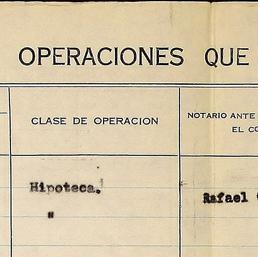 OPERACIONES QUE
CLASE DE OPERACION
NOTARIO ANTE
EL
Hipoteca.
Rafael
"